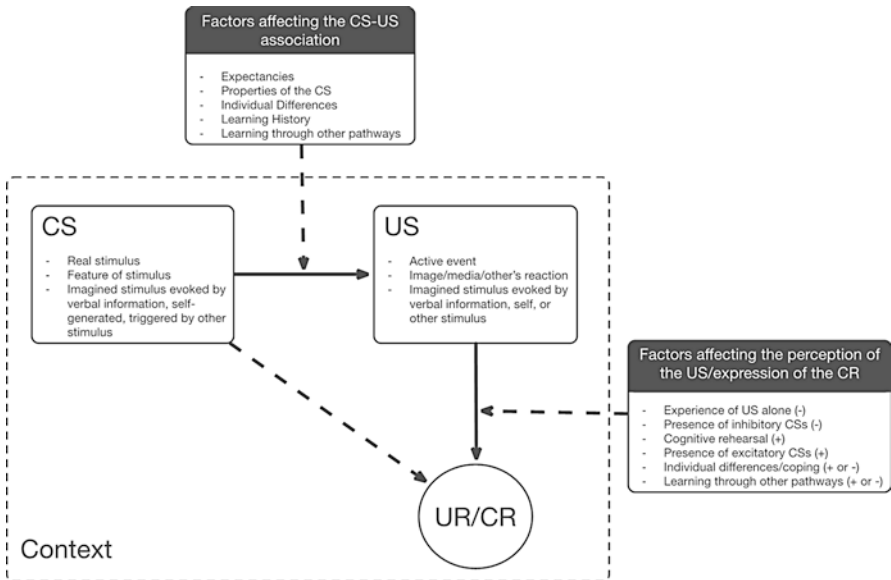 Factors affecting the CS-US
association
- Expectancies
- Properties of the CS
- Individual Differences
- Learning History
- Learning through other pathways
CS
- Real stimulus
- Feature of stimulus
- Imagined stimulus evoked by
verbal information, self-
generated, triggered by other
stimulus
US
- Active event
- Image/media/other's reaction
- Imagined stimulus evoked by
verbal information, self, or
other stimulus
Factors affecting the perception of
the US/expression of the CR
- Experience of US alone (-)
- Presence of inhibitory CSs (-)
- Cognitive rehearsal (+)
- Presence of excitatory CSs (+)
- Individual differences/coping (+ or -)
- Learning through other pathways (+ or -)
UR/CR
Context